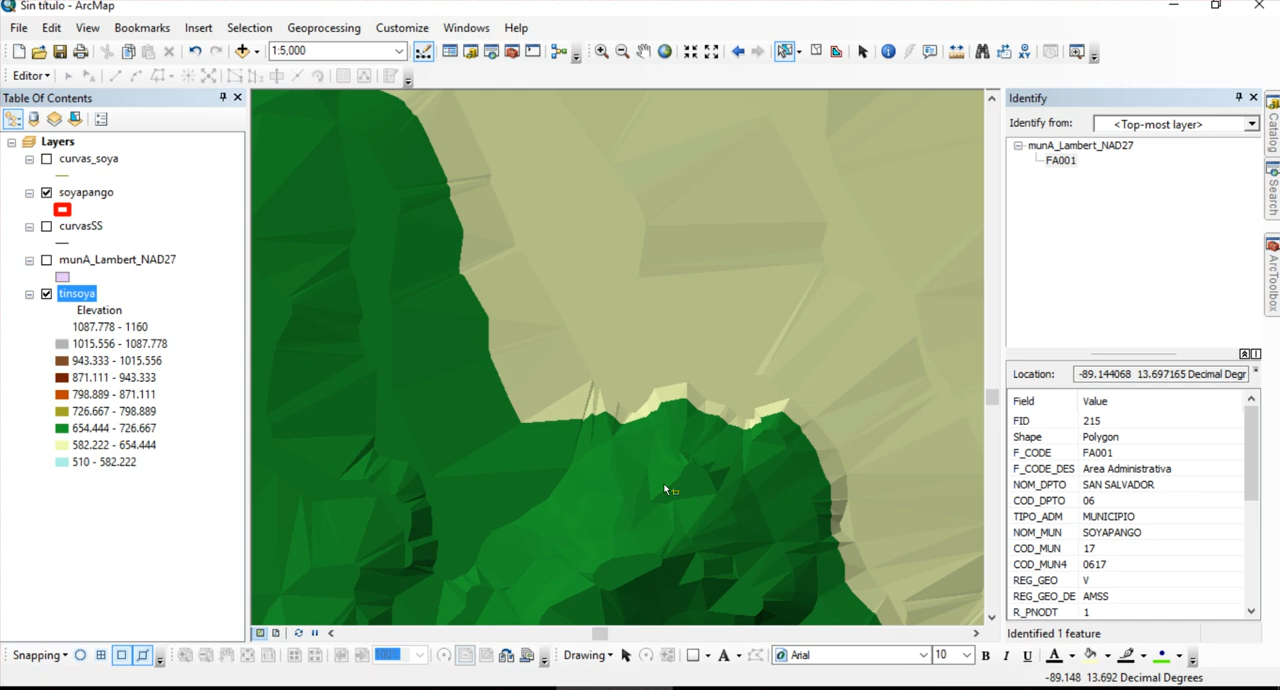 Sin título - ArcMap
File Edit View Bookmarks Insert Selection Geoprocessing Customize Windows Help
1:5,000
Editor
Table Of Contents
Layers
curvas_soya
soyapango
curvasSS
munA_Lambert_NAD27
tinsoya
Elevation
1087.778 - 1160
1015.556 - 1087.778
943.333 - 1015.556
871.111 - 943.333
798.889 - 871.111
726.667 - 798.889
654.444 - 726.667
582.222 - 654.444
510 - 582.222
Identify
Identify from: <Top-most layer>
munA_Lambert_NAD27
FA001
Location: -89.144068 13.697165 Decimal Degr
Field Value
FID 215
Shape Polygon
F_CODE FA001
F_CODE_DES Area Administrativa
NOM_DPTO SAN SALVADOR
COD_DPTO 06
TIPO_ADM MUNICIPIO
NOM_MUN SOYAPANGO
COD_MUN 17
COD_MUN4 0617
REG_GEO V
REG_GEO_DE AMSS
R_PNODT 1
Identified 1 feature
Catalog
Search
ArcToolbox
Snapping
Drawing
A
Arial
10
B I U A
-89.148 13.692 Decimal Degrees